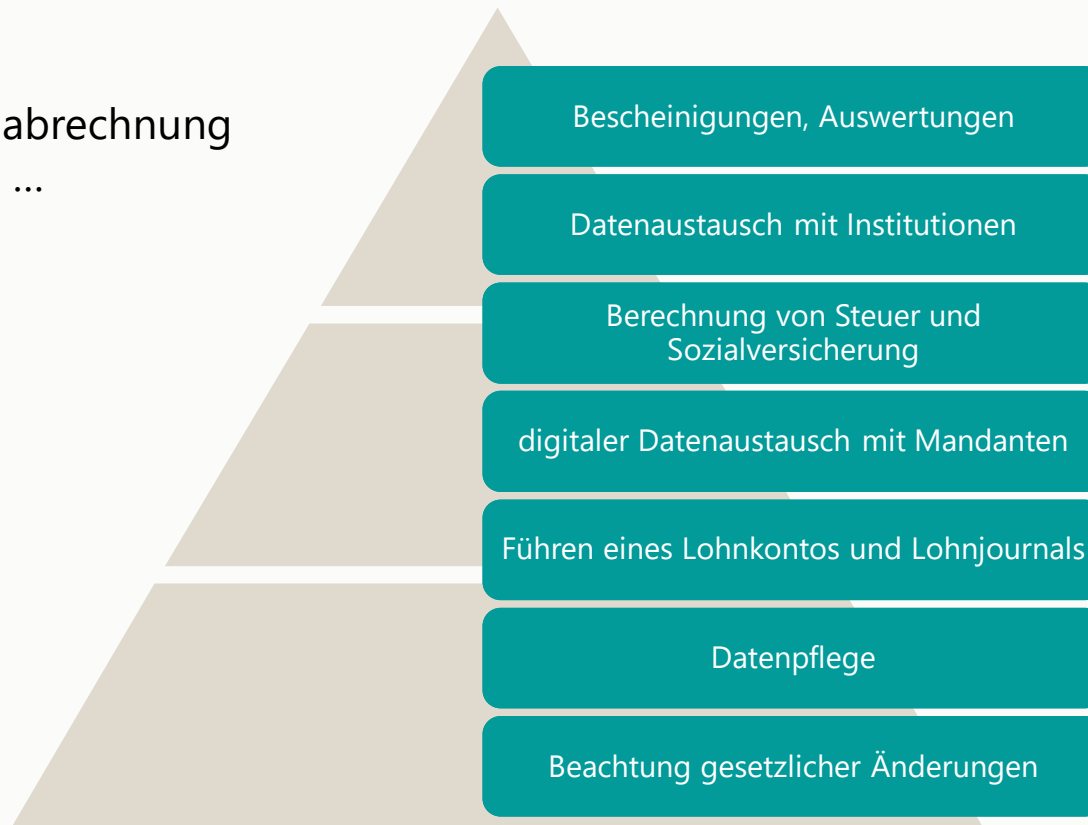 abrechnung
...
Bescheinigungen, Auswertungen
Datenaustausch mit Institutionen
Berechnung von Steuer und
Sozialversicherung
digitaler Datenaustausch mit Mandanten
Führen eines Lohnkontos und Lohnjournals
Datenpflege
Beachtung gesetzlicher Änderungen